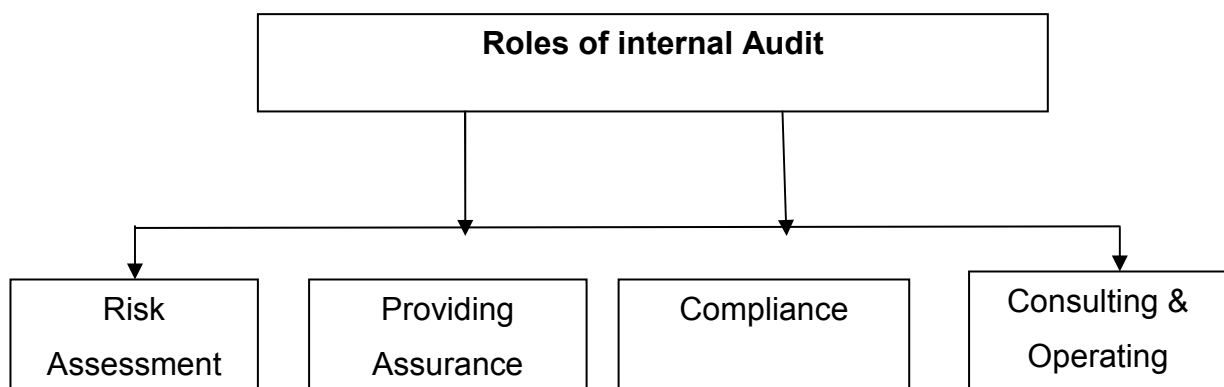 Roles of internal Audit
Risk
Assessment
Providing
Assurance
Compliance
Consulting &
Operating